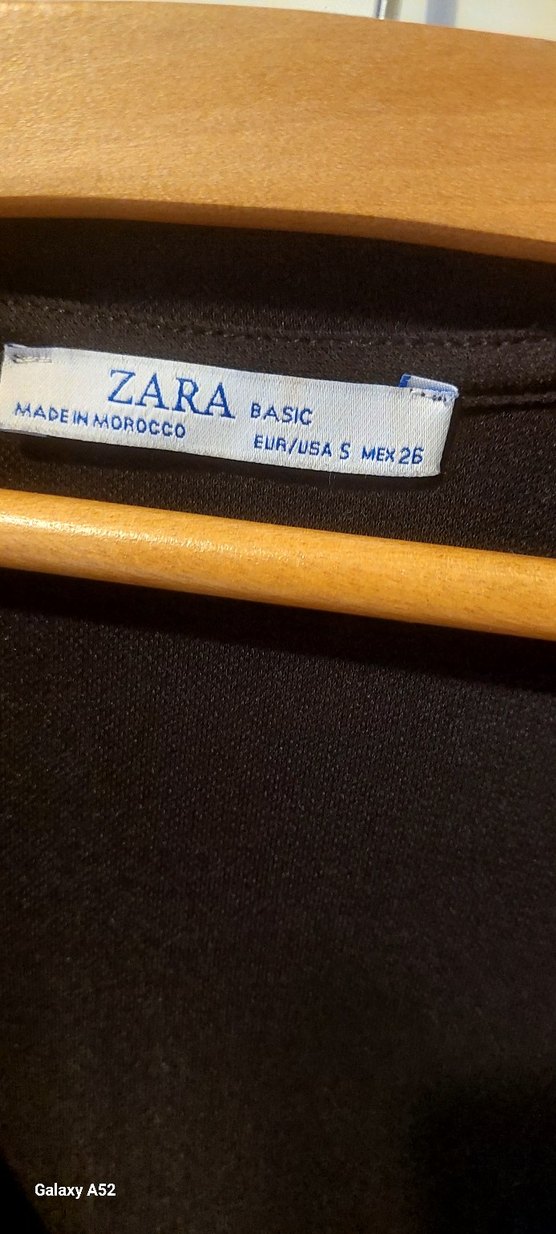 ZARA BASIC
MADE IN MOROCCO
EUR/USA S MEX 26
Galaxy A52